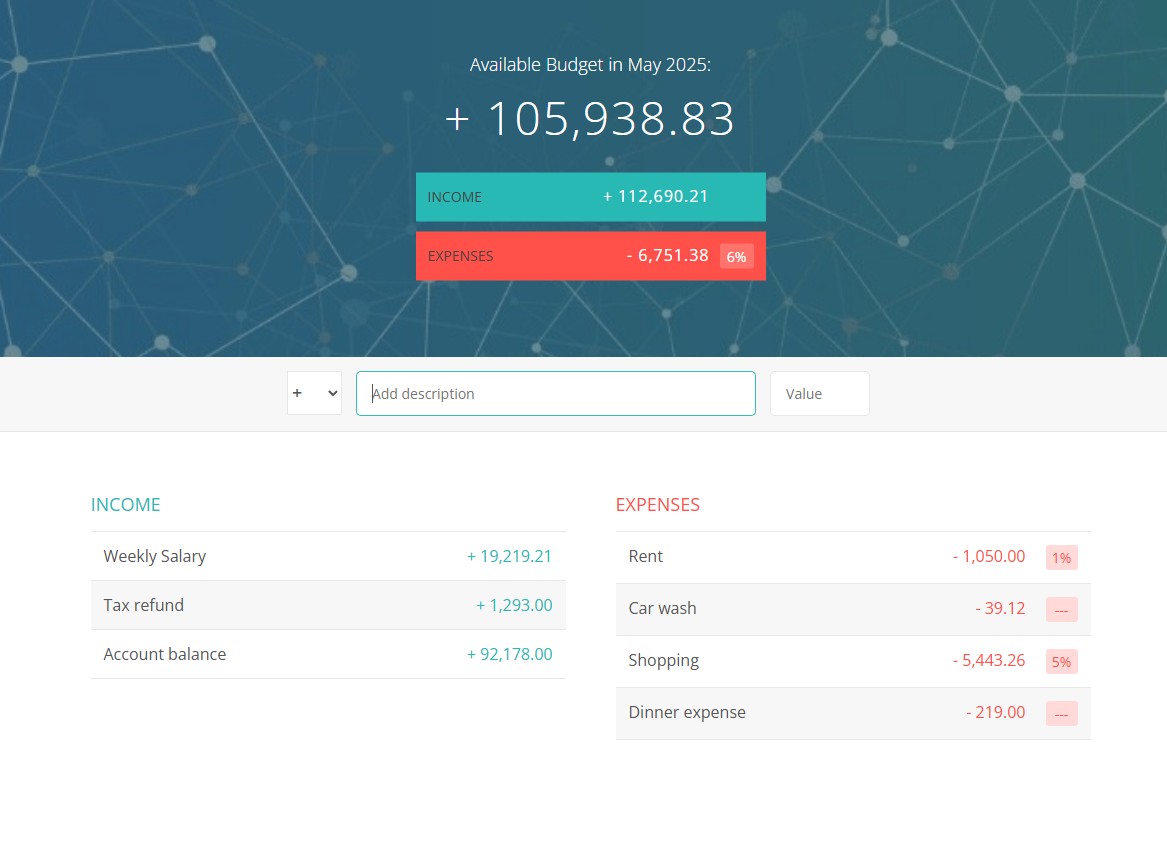 Available Budget in May 2025:
+ 105,938.83
INCOME + 112,690.21
EXPENSES - 6,751.38 6%
+ Add description Value
INCOME
Weekly Salary + 19,219.21
Tax refund + 1,293.00
Account balance + 92,178.00
EXPENSES
Rent - 1,050.00 1%
Car wash - 39.12 ---
Shopping - 5,443.26 5%
Dinner expense - 219.00 ---